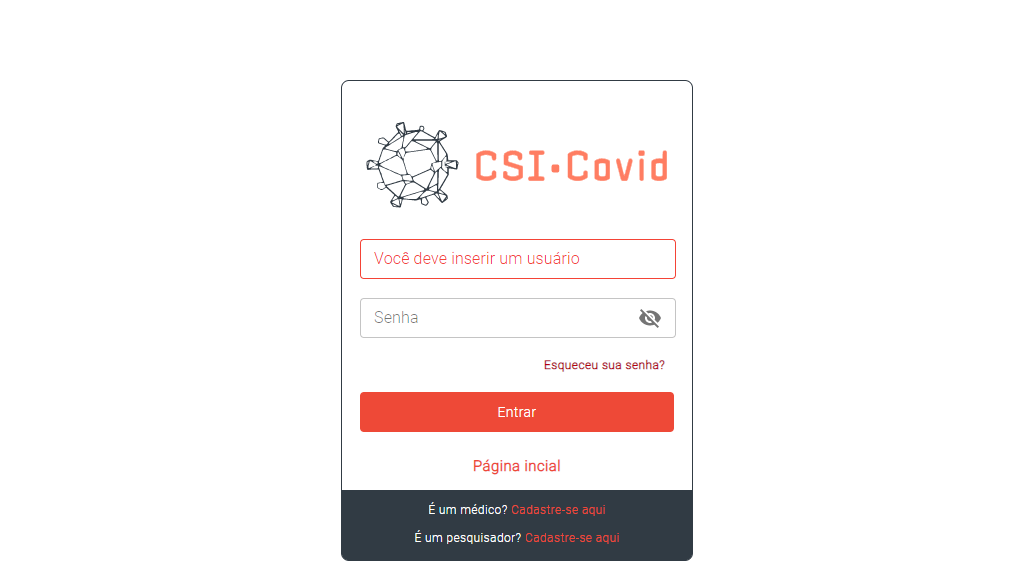 CSI·Covid
Você deve inserir um usuário
Senha
Esqueceu sua senha?
Entrar
Página incial
É um médico? Cadastre-se aqui
É um pesquisador? Cadastre-se aqui